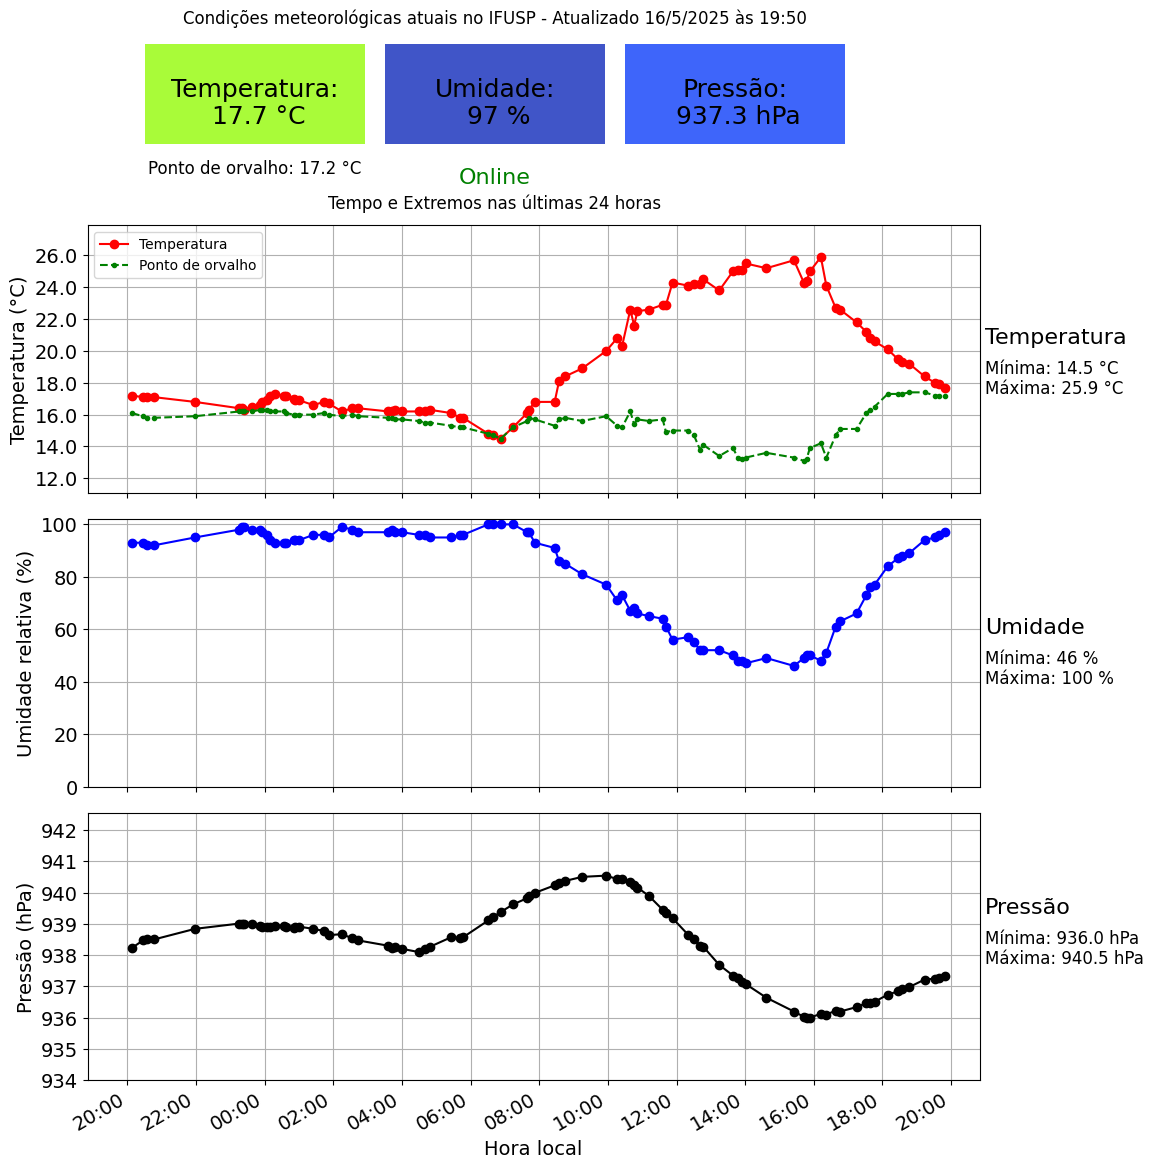 Condições meteorológicas atuais no IFUSP - Atualizado 16/5/2025 às 19:50
Temperatura:
17.7 °C
Umidade:
97 %
Pressão:
937.3 hPa
Ponto de orvalho: 17.2 °C
Online
Tempo e Extremos nas últimas 24 horas
Temperatura (°C)
26.0
24.0
22.0
20.0
18.0
16.0
14.0
12.0
Temperatura
Ponto de orvalho
Temperatura
Mínima: 14.5 °C
Máxima: 25.9 °C
Umidade relativa (%)
100
80
60
40
20
0
Umidade
Mínima: 46 %
Máxima: 100 %
Pressão (hPa)
942
941
940
939
938
937
936
935
934
Pressão
Mínima: 936.0 hPa
Máxima: 940.5 hPa
20:00 22:00 00:00 02:00 04:00 06:00 08:00 10:00 12:00 14:00 16:00 18:00 20:00
Hora local